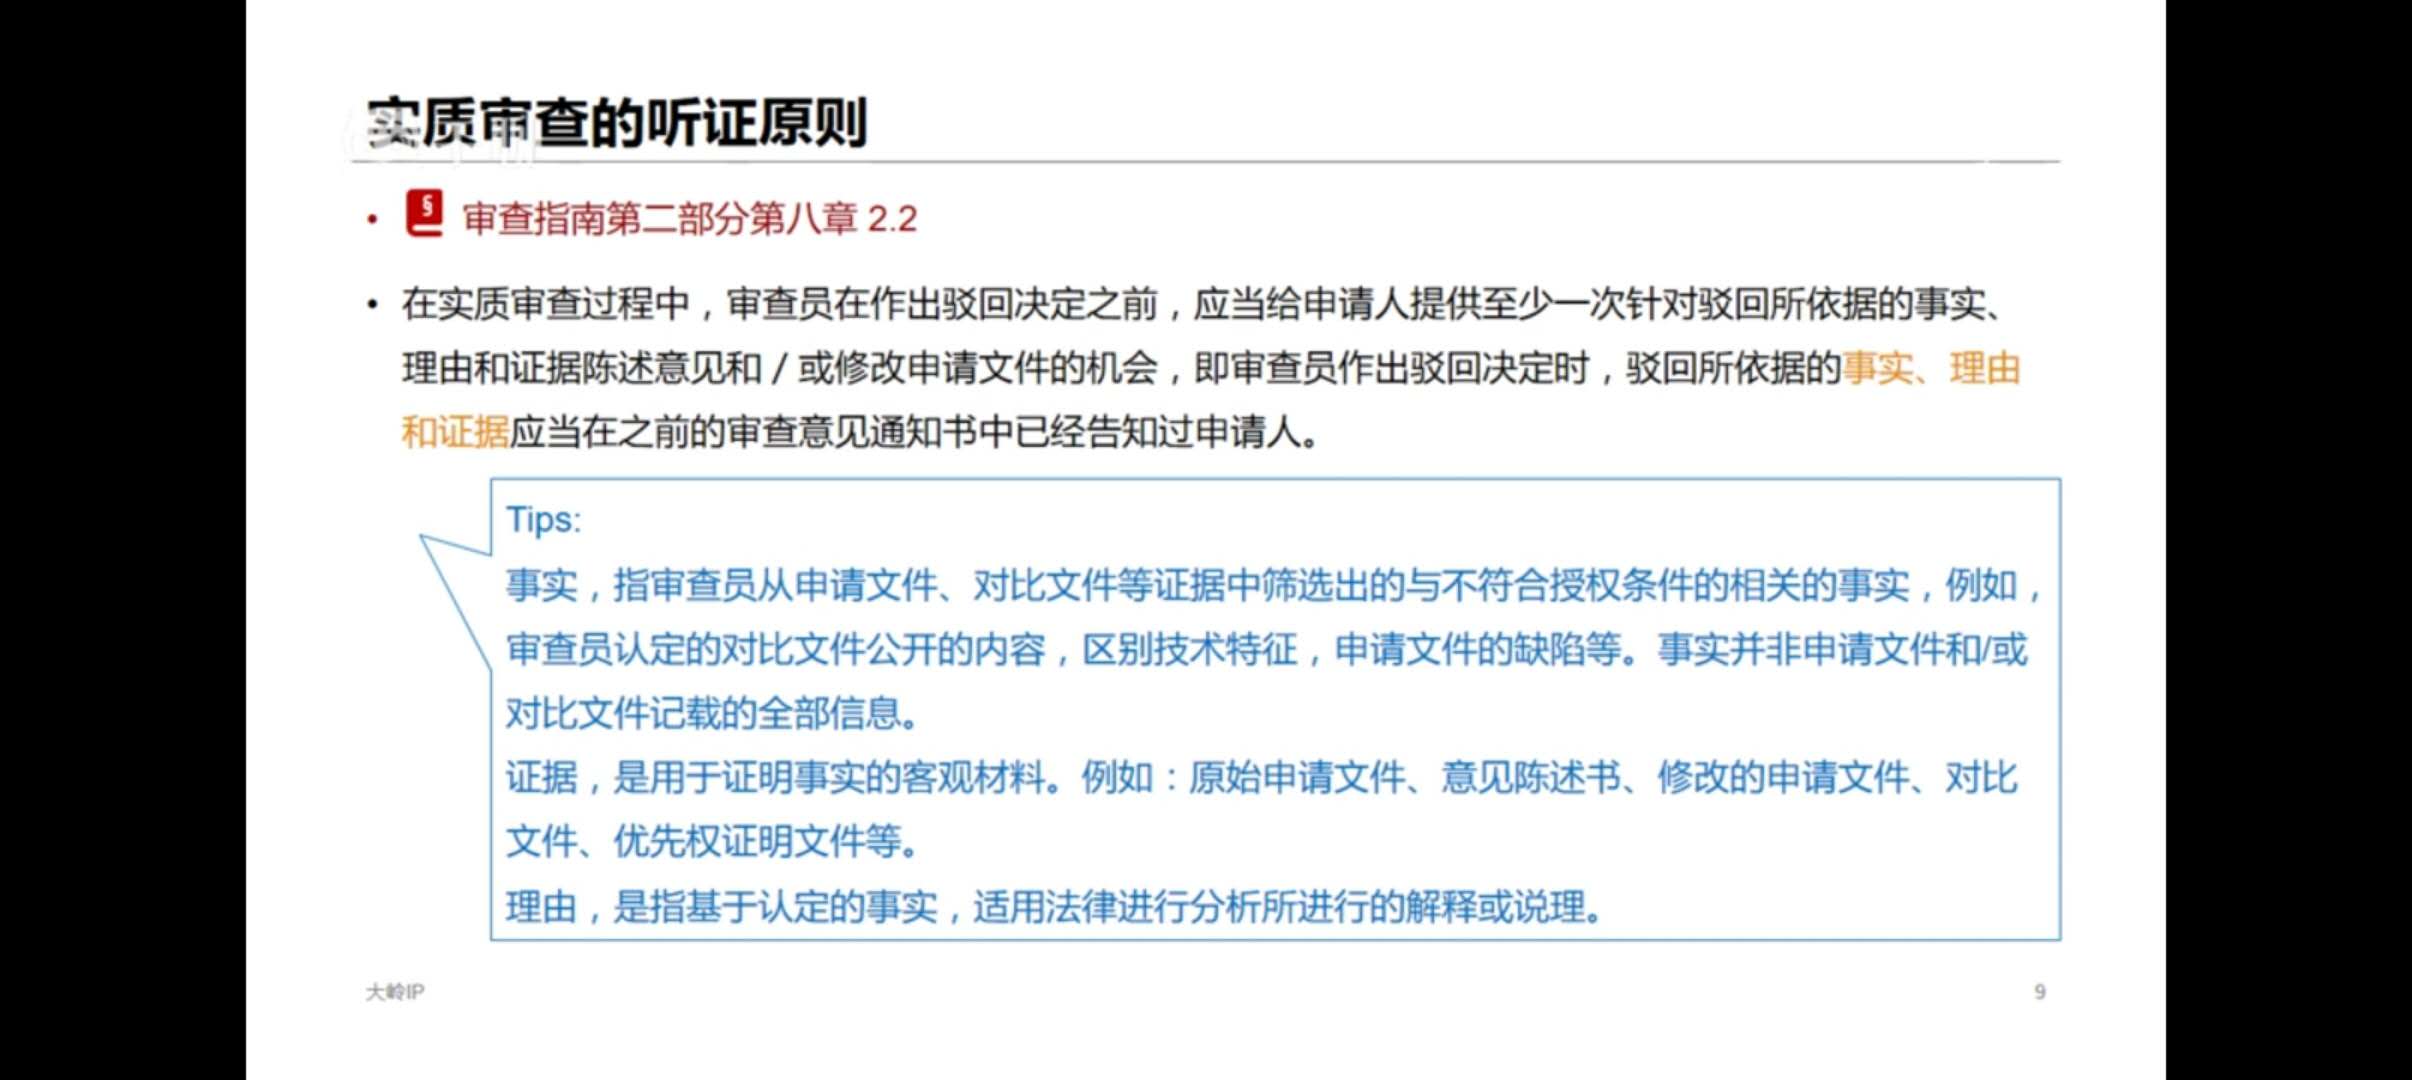 实质审查的听证原则
• § 审查指南第二部分第八章 2.2
• 在实质审查过程中，审查员在作出驳回决定之前，应当给申请人提供至少一次针对驳回所依据的事实、
理由和证据陈述意见和 / 或修改申请文件的机会，即审查员作出驳回决定时，驳回所依据的事实、理由
和证据应当在之前的审查意见通知书中已经告知过申请人。
Tips:
事实，指审查员从申请文件、对比文件等证据中筛选出的与不符合授权条件的相关的事实，例如，
审查员认定的对比文件公开的内容，区别技术特征，申请文件的缺陷等。事实并非申请文件和/或
对比文件记载的全部信息。
证据，是用于证明事实的客观材料。例如：原始申请文件、意见陈述书、修改的申请文件、对比
文件、优先权证明文件等。
理由，是指基于认定的事实，适用法律进行分析所进行的解释或说理。
大岭IP
9